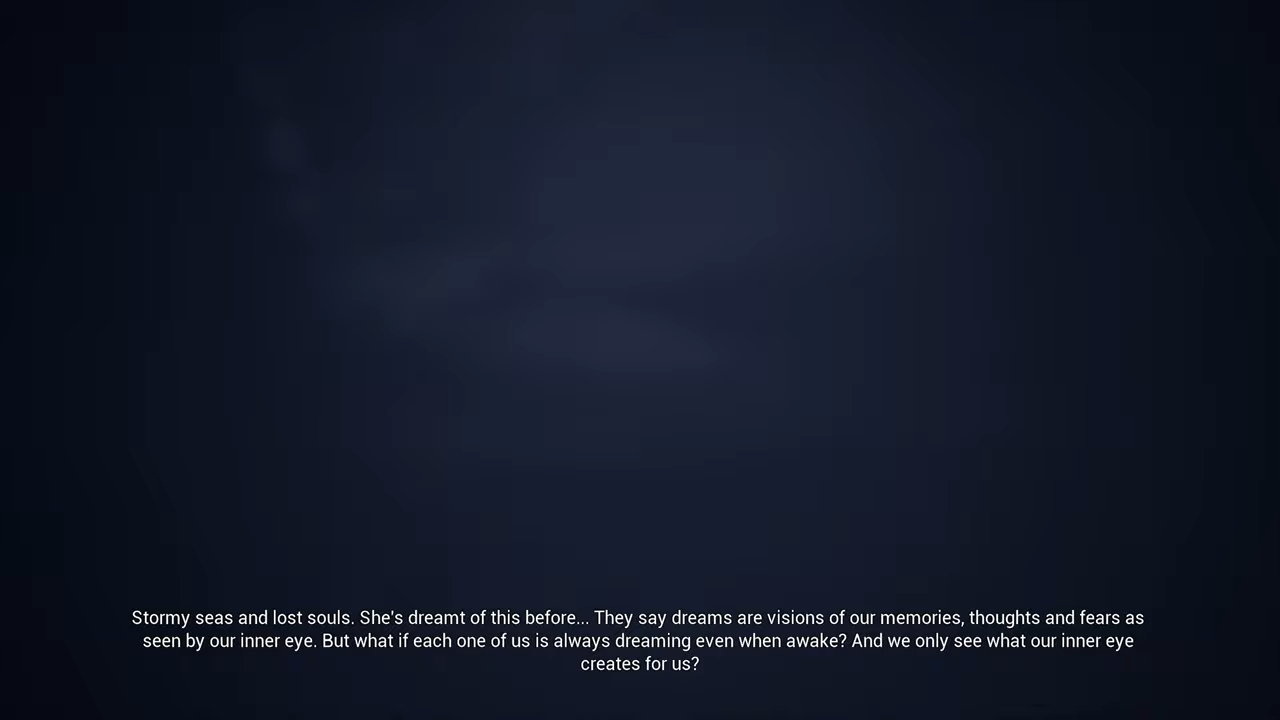 Stormy seas and lost souls. She's dreamt of this before... They say dreams are visions of our memories, thoughts and fears as
seen by our inner eye. But what if each one of us is always dreaming even when awake? And we only see what our inner eye
creates for us?